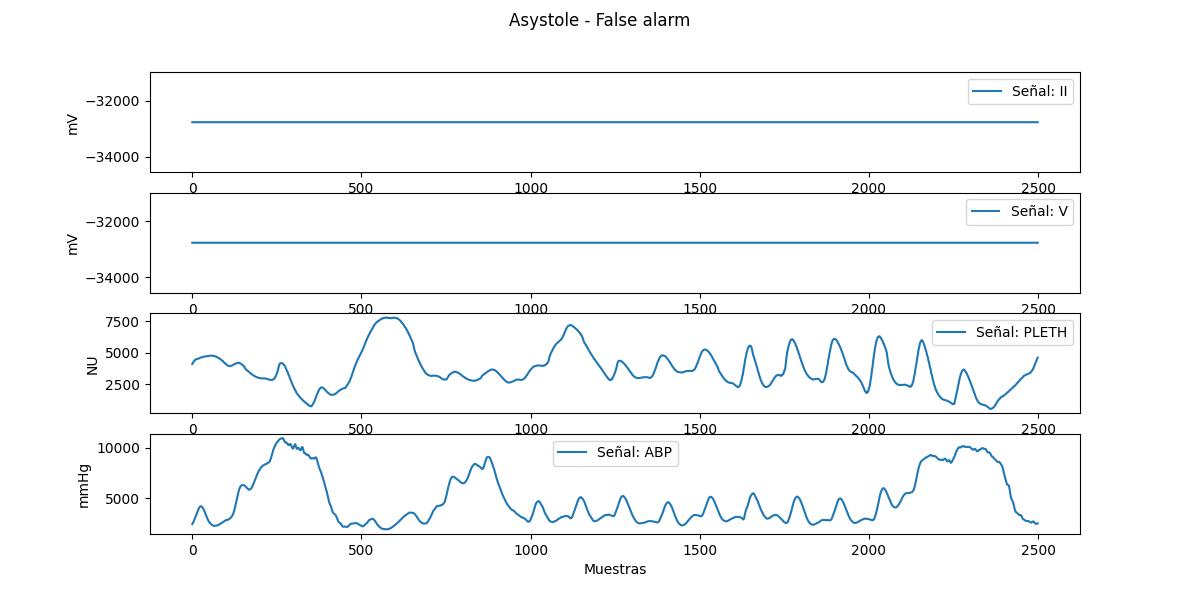 Asystole - False alarm
mV
−32000
−34000
Señal: II
0 500 1000 1500 2000 2500
mV
−32000
−34000
Señal: V
0 500 1000 1500 2000 2500
NU
7500
5000
2500
Señal: PLETH
0 500 1000 1500 2000 2500
mmHg
10000
5000
Señal: ABP
0 500 1000 1500 2000 2500
Muestras